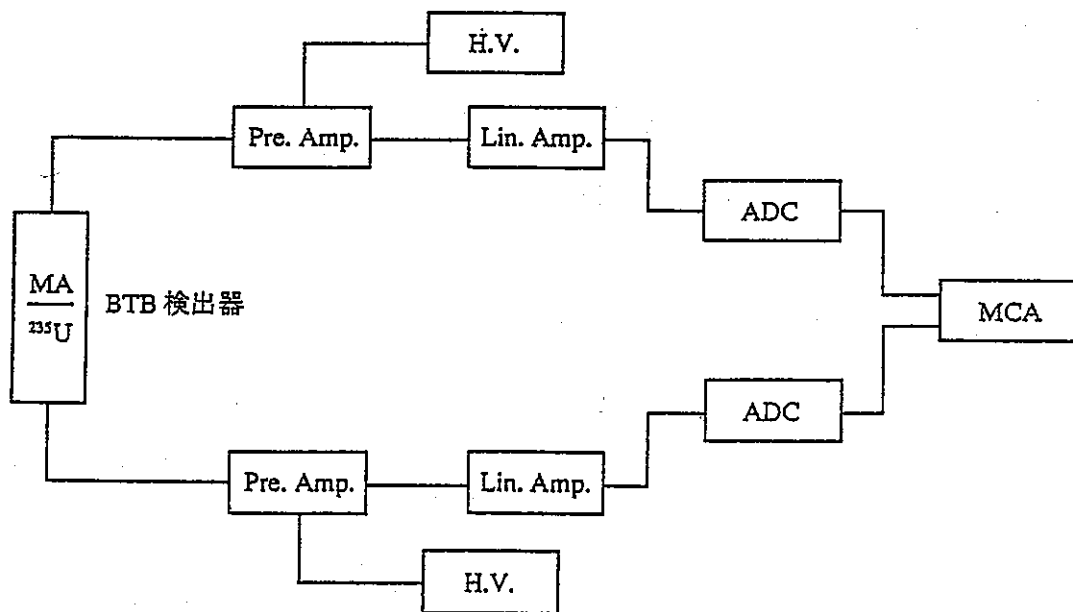 H.V.
Pre. Amp.
Lin. Amp.
ADC
MA
²³⁵U
BTB 検出器
MCA
ADC
Pre. Amp.
Lin. Amp.
H.V.